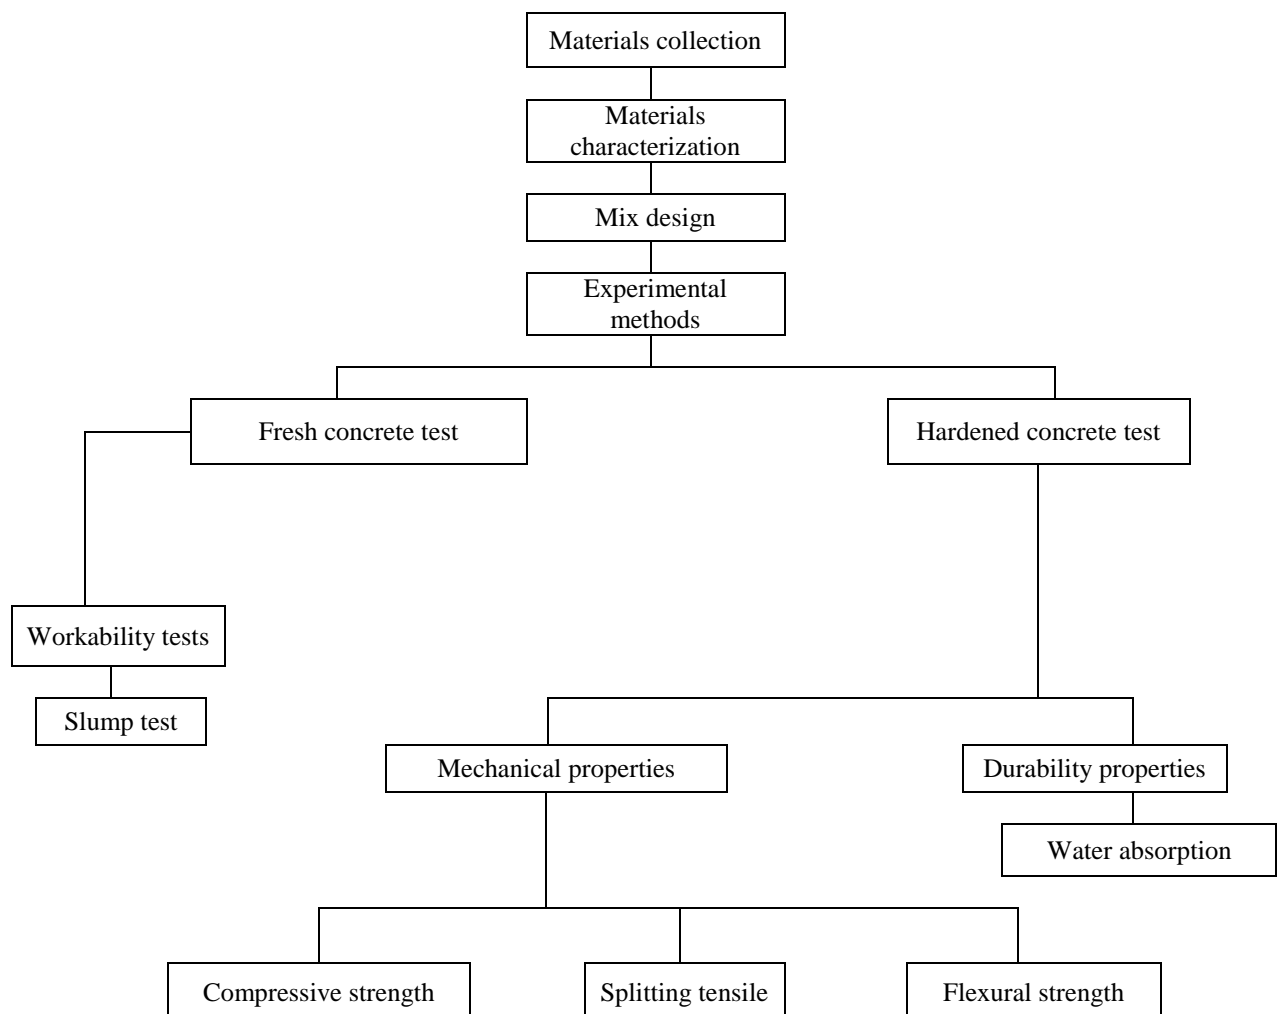 Materials collection
Materials
characterization
Mix design
Experimental
methods
Fresh concrete test
Hardened concrete test
Workability tests
Slump test
Mechanical properties
Durability properties
Water absorption
Compressive strength
Splitting tensile
Flexural strength